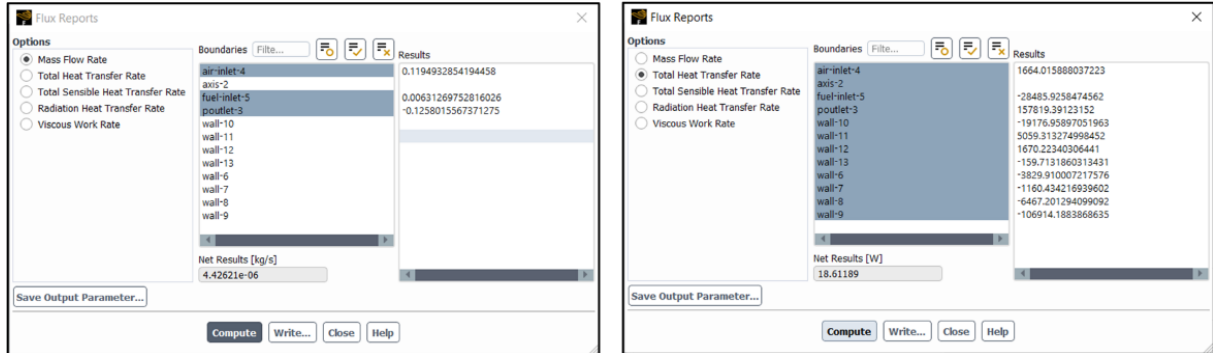 Flux Reports
Options
Mass Flow Rate
Total Heat Transfer Rate
Total Sensible Heat Transfer Rate
Radiation Heat Transfer Rate
Viscous Work Rate
Boundaries Filte...
air-inlet-4
axis-2
fuel-inlet-5
poutlet-3
wall-10
wall-11
wall-12
wall-13
wall-6
wall-7
wall-8
wall-9
Results
0.1194932854194458
0.00631269752816026
-0.1258015567371275
Net Results [kg/s]
4.42621e-06
Save Output Parameter...
Compute Write... Close Help
Flux Reports
Options
Mass Flow Rate
Total Heat Transfer Rate
Total Sensible Heat Transfer Rate
Radiation Heat Transfer Rate
Viscous Work Rate
Boundaries Filte...
air-inlet-4
axis-2
fuel-inlet-5
poutlet-3
wall-10
wall-11
wall-12
wall-13
wall-6
wall-7
wall-8
wall-9
Results
1664.015888037223
-28485.9258474562
157819.39123152
-19176.95897051963
5059.313274998452
1670.22340306441
-159.7131860313431
-3829.910007217576
-1160.434216939602
-6467.201294099092
-106914.1883868635
Net Results [W]
18.61189
Save Output Parameter...
Compute Write... Close Help